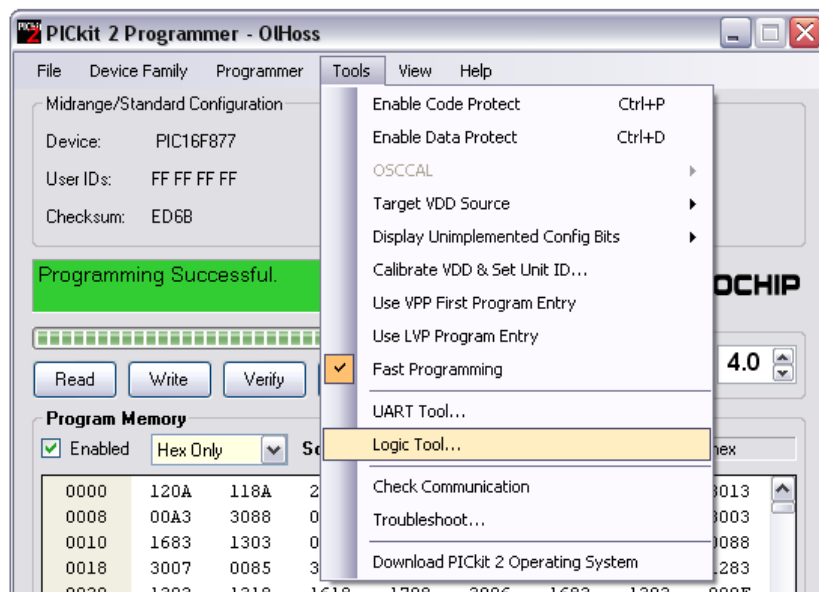 PICkit 2 Programmer - OlHoss
File Device Family Programmer Tools View Help
Midrange/Standard Configuration
Device: PIC16F877
User IDs: FF FF FF FF
Checksum: ED6B
Programming Successful.
OCHIP
Read Write Verify
4.0
Program Memory
Enabled Hex Only
hex
0000 120A 118A 2 3013
0008 00A3 3088 0 3003
0010 1683 1303 0 0088
0018 3007 0085 3 1283
Enable Code Protect Ctrl+P
Enable Data Protect Ctrl+D
OSCCAL
Target VDD Source
Display Unimplemented Config Bits
Calibrate VDD & Set Unit ID...
Use VPP First Program Entry
Use LVP Program Entry
Fast Programming
UART Tool...
Logic Tool...
Check Communication
Troubleshoot...
Download PICkit 2 Operating System